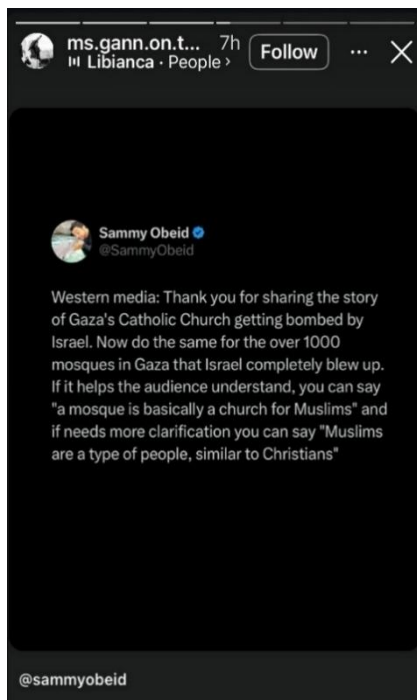 ms.gann.on.t... 7h Follow ...
Libianca · People >
Sammy Obeid
@SammyObeid
Western media: Thank you for sharing the story
of Gaza's Catholic Church getting bombed by
Israel. Now do the same for the over 1000
mosques in Gaza that Israel completely blew up.
If it helps the audience understand, you can say
"a mosque is basically a church for Muslims" and
if needs more clarification you can say "Muslims
are a type of people, similar to Christians"
@sammyobeid